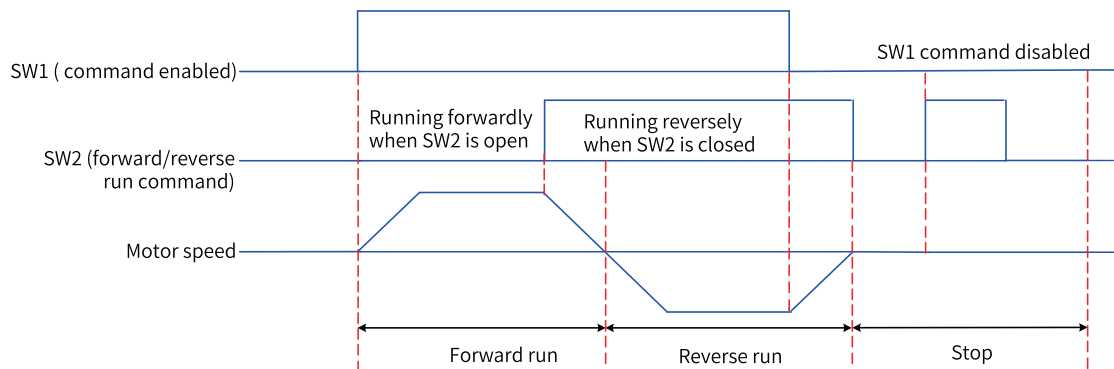 SW1 ( command enabled)
SW1 command disabled
Running forwardly
when SW2 is open
Running reversely
when SW2 is closed
SW2 (forward/reverse
run command)
Motor speed
Forward run
Reverse run
Stop